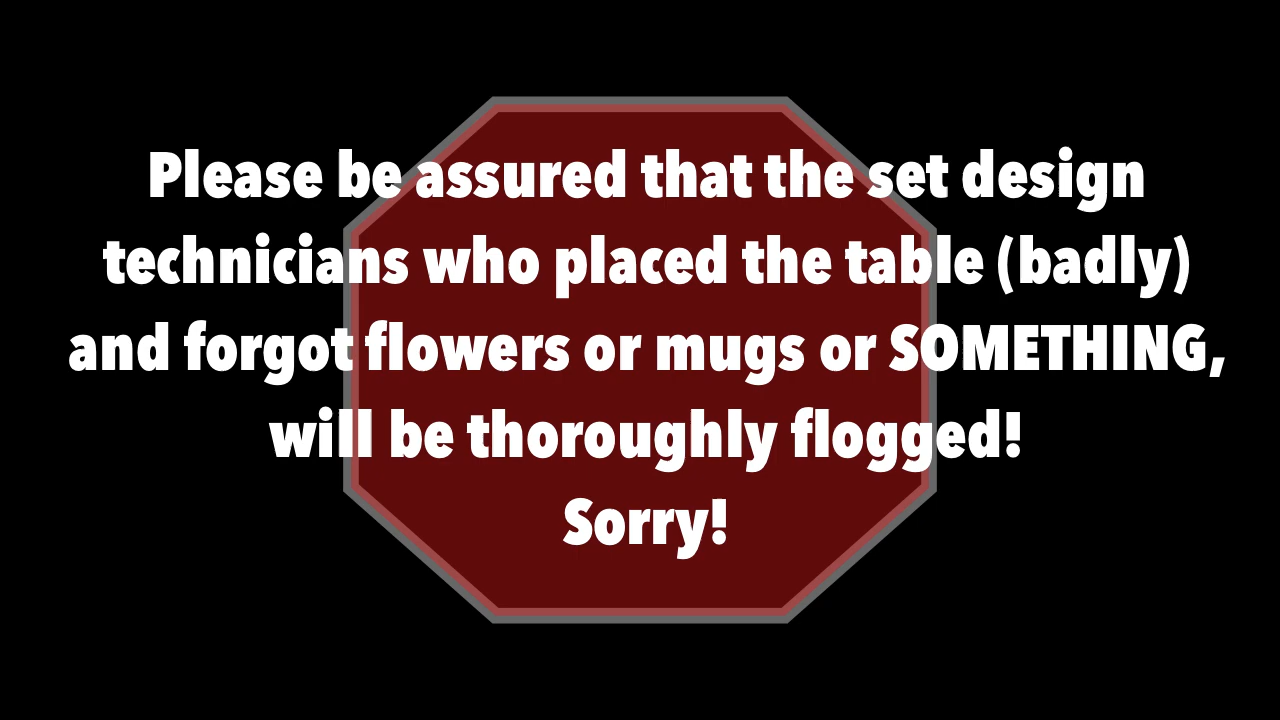 Please be assured that the set design
technicians who placed the table (badly)
and forgot flowers or mugs or SOMETHING,
will be thoroughly flogged!
Sorry!